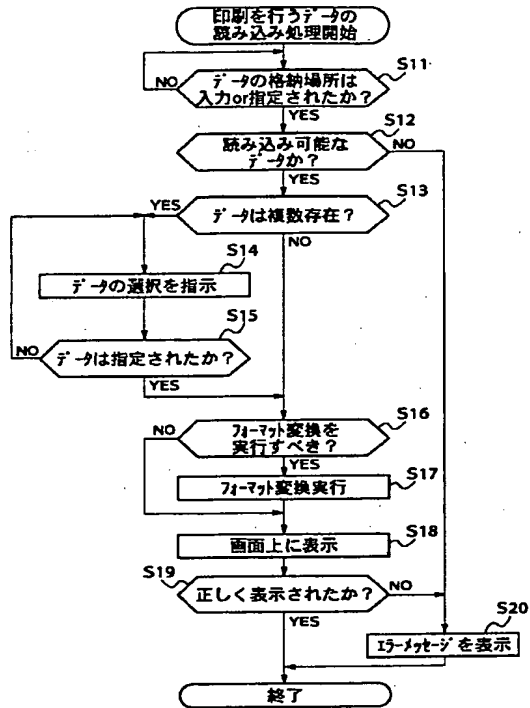 印刷を行うデータの
読み込み処理開始
S11
データの格納場所は
入力or指定されたか?
NO
YES
S12
読み込み可能な
データか?
NO
YES
S13
データは複数存在?
YES
NO
S14
データの選択を指示
S15
データは指定されたか?
NO
YES
S16
フォーマット変換を
実行すべき?
NO
YES
S17
フォーマット変換実行
S18
画面上に表示
S19
正しく表示されたか?
NO
YES
S20
エラーメッセージを表示
終了